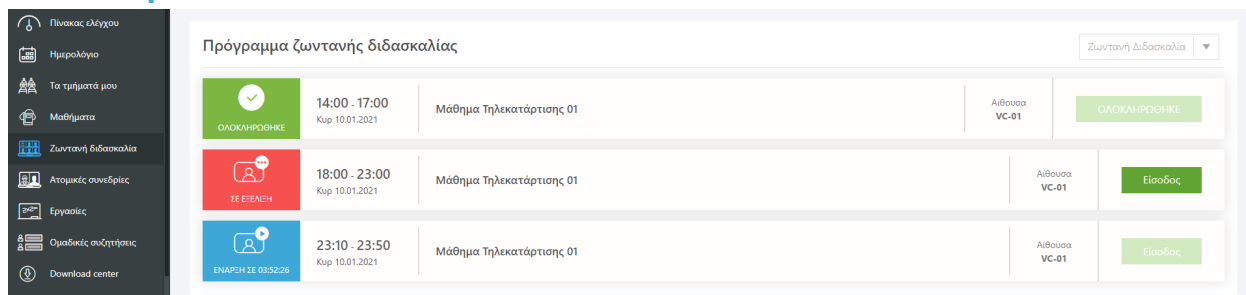 Πίνακας ελέγχου
Ημερολόγιο
Τα τμήματά μου
Μαθήματα
Ζωντανή διδασκαλία
Ατομικές συνεδρίες
Εργασίες
Ομαδικές συζητήσεις
Download center
Πρόγραμμα ζωντανής διδασκαλίας
Ζωντανή Διδασκαλία
ΟΛΟΚΛΗΡΩΘΗΚΕ
14:00 - 17:00
Κυρ 10.01.2021
Μάθημα Τηλεκατάρτισης 01
Αίθουσα
VC-01
ΟΛΟΚΛΗΡΩΘΗΚΕ
ΣΕ ΕΞΕΛΙΞΗ
18:00 - 23:00
Κυρ 10.01.2021
Μάθημα Τηλεκατάρτισης 01
Αίθουσα
VC-01
Είσοδος
ΕΝΑΡΞΗ ΣΕ 03:52:26
23:10 - 23:50
Κυρ 10.01.2021
Μάθημα Τηλεκατάρτισης 01
Αίθουσα
VC-01
Είσοδος